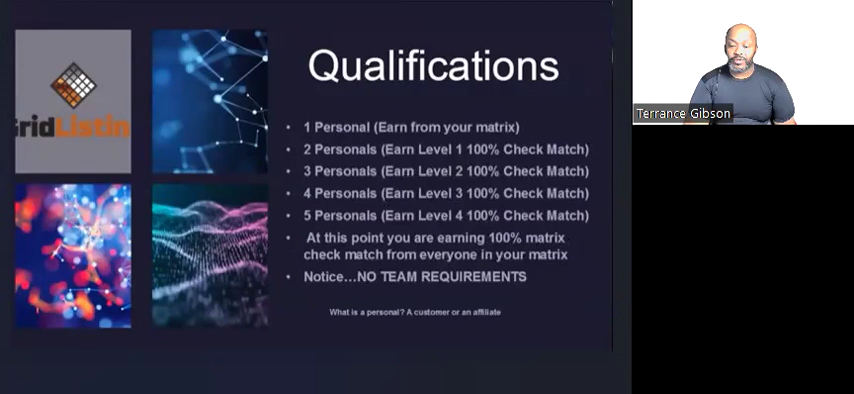 Qualifications
• 1 Personal (Earn from your matrix)
• 2 Personals (Earn Level 1 100% Check Match)
• 3 Personals (Earn Level 2 100% Check Match)
• 4 Personals (Earn Level 3 100% Check Match)
• 5 Personals (Earn Level 4 100% Check Match)
• At this point you are earning 100% matrix
check match from everyone in your matrix
• Notice…NO TEAM REQUIREMENTS
What is a personal? A customer or an affiliate
ridListin
Terrance Gibson